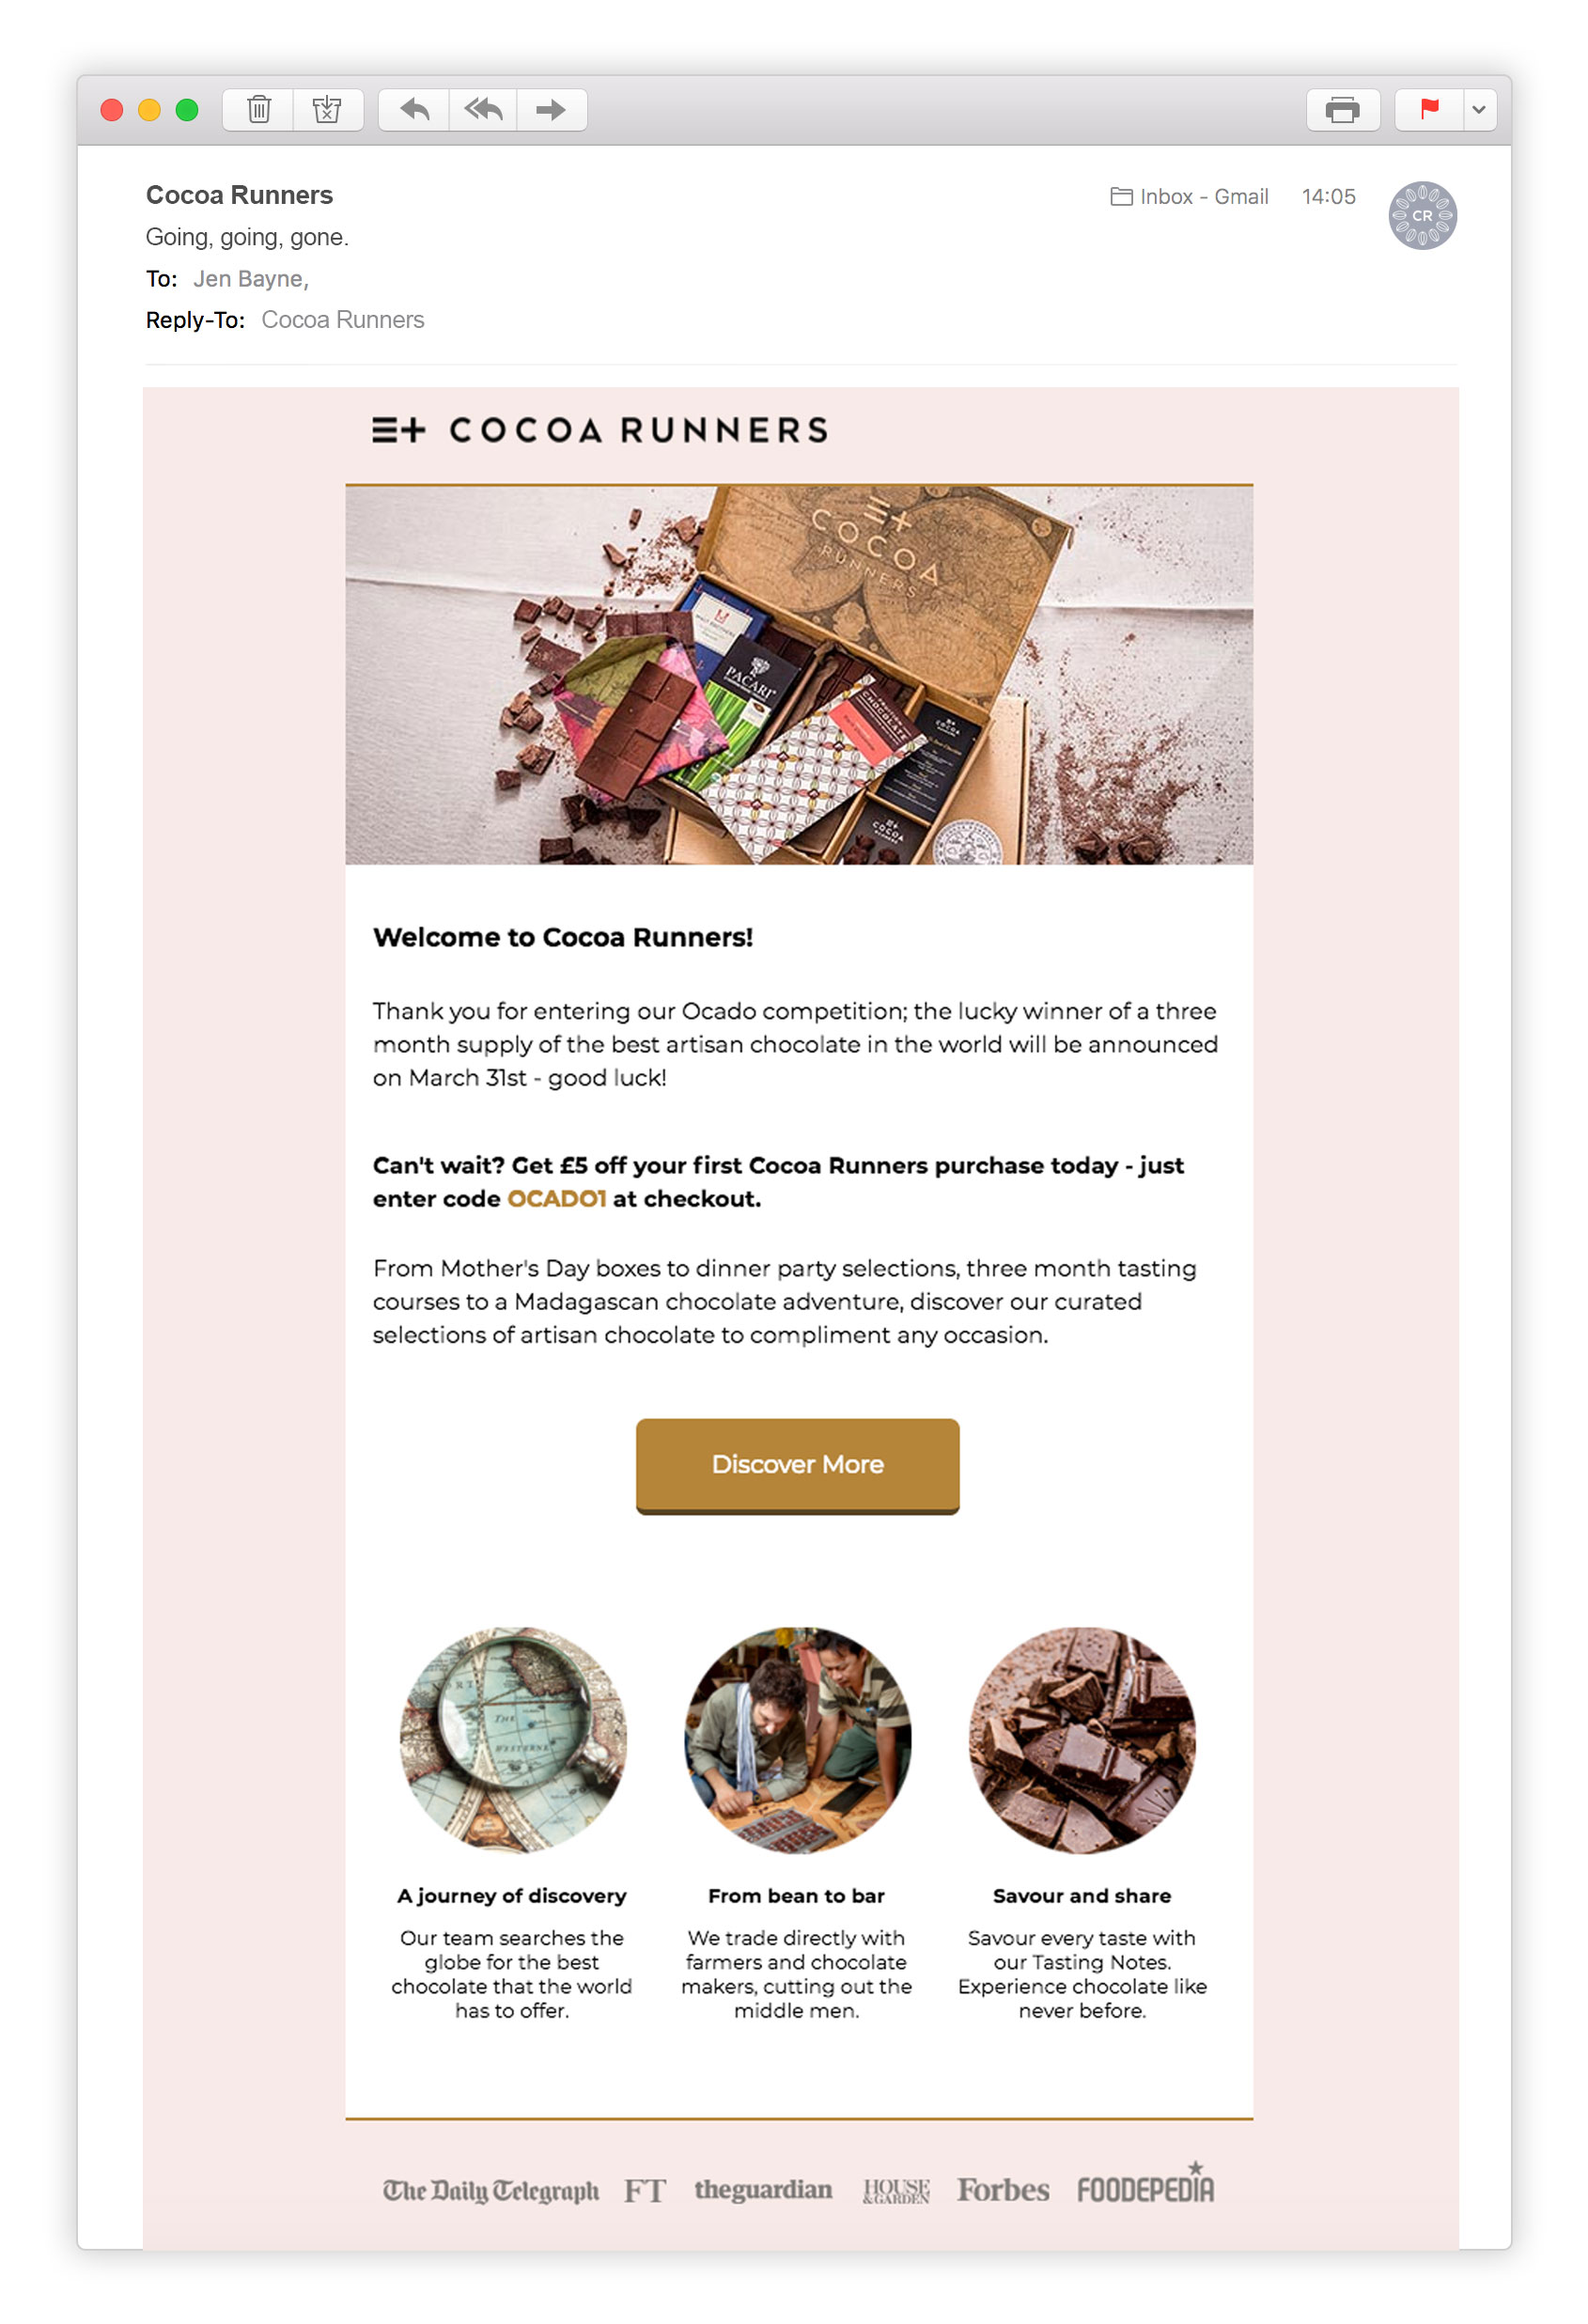 Cocoa Runners
Inbox - Gmail
14:05
CR
Going, going, gone.
To: Jen Bayne,
Reply-To: Cocoa Runners
COCOA RUNNERS
COCOA
RUNNERS
PACARI
CHOCOLATE
COCOA
Welcome to Cocoa Runners!
Thank you for entering our Ocado competition; the lucky winner of a three
month supply of the best artisan chocolate in the world will be announced
on March 31st - good luck!
Can't wait? Get £5 off your first Cocoa Runners purchase today - just
enter code OCADO1 at checkout.
From Mother's Day boxes to dinner party selections, three month tasting
courses to a Madagascan chocolate adventure, discover our curated
selections of artisan chocolate to compliment any occasion.
Discover More
THE
WESTERNE
A journey of discovery
Our team searches the
globe for the best
chocolate that the world
has to offer.
From bean to bar
We trade directly with
farmers and chocolate
makers, cutting out the
middle men.
Savour and share
Savour every taste with
our Tasting Notes.
Experience chocolate like
never before.
The Daily Telegraph
FT
theguardian
HOUSE
&GARDEN
Forbes
FOODEPEDIA